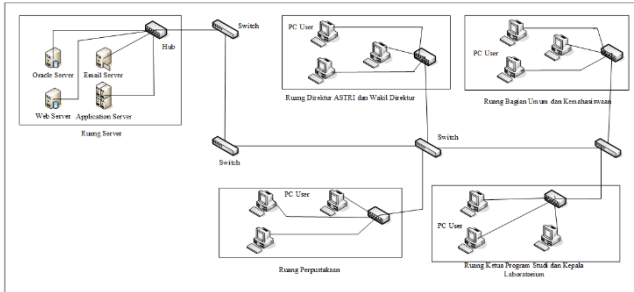 Switch
Hub
Oracle Server
Email Server
Web Server
Application Server
Ruang Server
PC User
Ruang Direktur ASTRI dan Wakil Direktur
PC User
Ruang Bagian Umum dan Kemahasiswaan
Switch
Switch
PC User
Ruang Perpustakaan
PC User
Ruang Ketua Program Studi dan Kepala
Laboratorium